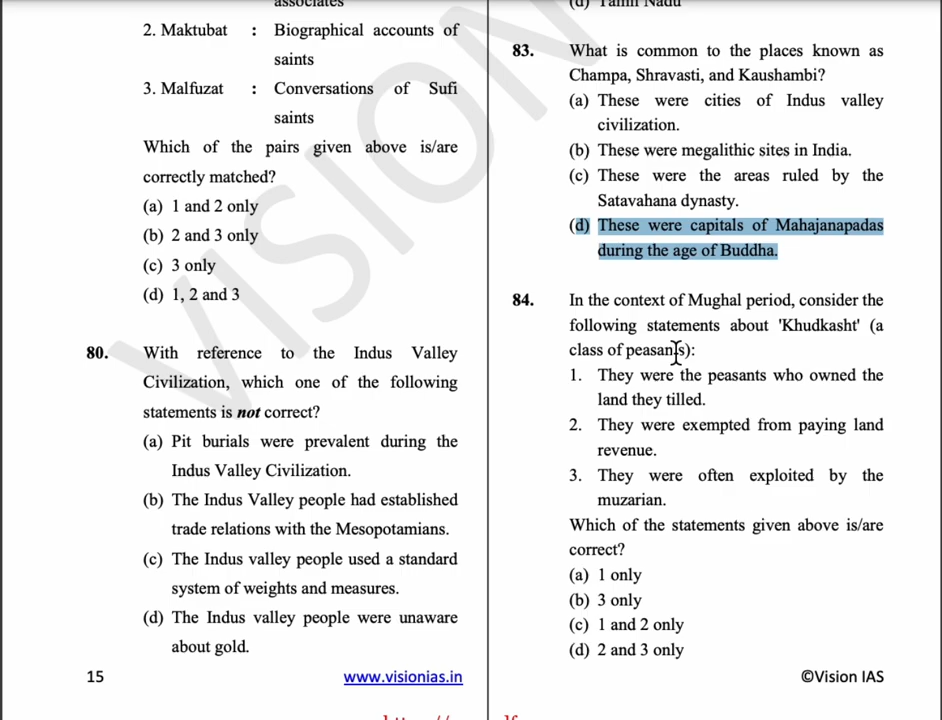 associates
2. Maktubat : Biographical accounts of
saints
3. Malfuzat : Conversations of Sufi
saints
Which of the pairs given above is/are
correctly matched?
(a) 1 and 2 only
(b) 2 and 3 only
(c) 3 only
(d) 1, 2 and 3
80. With reference to the Indus Valley
Civilization, which one of the following
statements is not correct?
(a) Pit burials were prevalent during the
Indus Valley Civilization.
(b) The Indus Valley people had established
trade relations with the Mesopotamians.
(c) The Indus valley people used a standard
system of weights and measures.
(d) The Indus valley people were unaware
about gold.
(d) Tamil Nadu
83. What is common to the places known as
Champa, Shravasti, and Kaushambi?
(a) These were cities of Indus valley
civilization.
(b) These were megalithic sites in India.
(c) These were the areas ruled by the
Satavahana dynasty.
(d) These were capitals of Mahajanapadas
during the age of Buddha.
84. In the context of Mughal period, consider the
following statements about 'Khudkasht' (a
class of peasants):
1. They were the peasants who owned the
land they tilled.
2. They were exempted from paying land
revenue.
3. They were often exploited by the
muzarian.
Which of the statements given above is/are
correct?
(a) 1 only
(b) 3 only
(c) 1 and 2 only
(d) 2 and 3 only
15 www.visionias.in ©Vision IAS
VISION